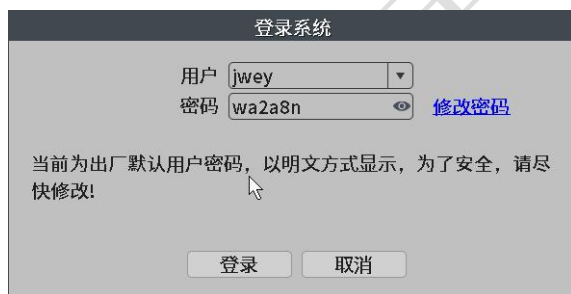 登录系统
用户 jwey
密码 wa2a8n 修改密码
当前为出厂默认用户密码，以明文方式显示，为了安全，请尽
快修改!
登录 取消